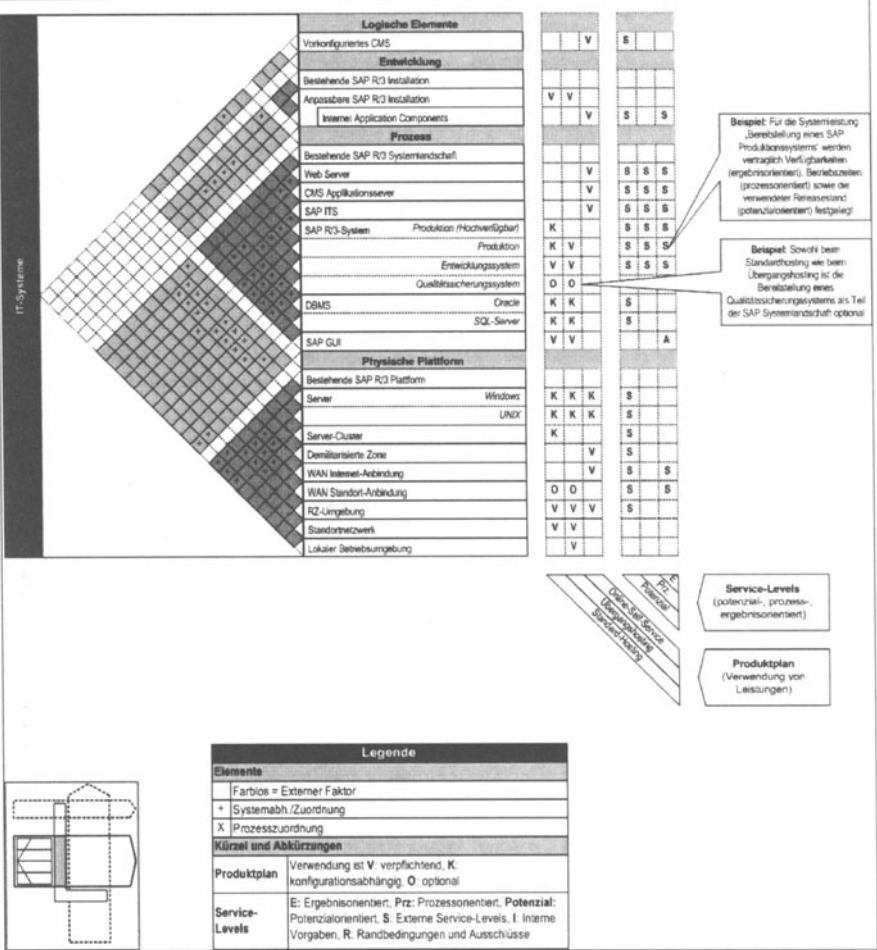 IT-Systeme
Logische Elemente
Vorkonfiguriertes CMS V S
Entwicklung
Bestehende SAP R/3 Installation
Anpassbare SAP R/3 Installation V V
Internet Application Components V S S
Prozess
Bestehende SAP R/3 Systemlandschaft
Web Server V S S S
CMS Applikationssever V S S S
SAP ITS V S S S
SAP R/3-System Produktion (Hochverfügbar) K S S S
Produktion K V S S S
Entwicklungssystem V V S S S
Qualitätssicherungssystem O O
DBMS Oracle K K S
SQL-Server K K S
SAP GUI V V A
Physische Plattform
Bestehende SAP R/3 Plattform
Server Windows K K K S
UNIX K K K S
Server-Cluster K S
Demilitarisierte Zone V S
WAN Internet-Anbindung V S S
WAN Standort-Anbindung O O S S
RZ-Umgebung V V V S
Standortnetzwerk V V
Lokaler Betriebsumgebung V
Beispiel: Für die Systemleistung
„Bereitstellung eines SAP
Produktionssystems" werden
vertraglich Verfügbarkeiten
(ergebnisorientiert), Betriebszeiten
(prozessorientiert) sowie die
verwendeter Releasestand
(potenzialorientiert) festgelegt
Beispiel: Sowohl beim
Standardhosting wie beim
Übergangshosting ist die
Bereitstellung eines
Qualitätssicherungssystems als Teil
der SAP Systemlandschaft optional
E
Prz.
Potenzial
Online-Self-Service
Übergangshosting
Standard-Hosting
Service-Levels
(potenzial-, prozess-,
ergebnisorientiert)
Produktplan
(Verwendung von
Leistungen)
Legende
Elemente
Farblos = Externer Faktor
+ Systemabh./Zuordnung
X Prozesszuordnung
Kürzel und Abkürzungen
Produktplan
Verwendung ist V: verpflichtend, K:
konfigurationsabhängig, O: optional
Service-
Levels
E: Ergebnisorientiert, Prz: Prozessonentiert, Potenzial:
Potenzialorientiert, S: Externe Service-Levels, I: Interne
Vorgaben, R: Randbedingungen und Ausschlüsse